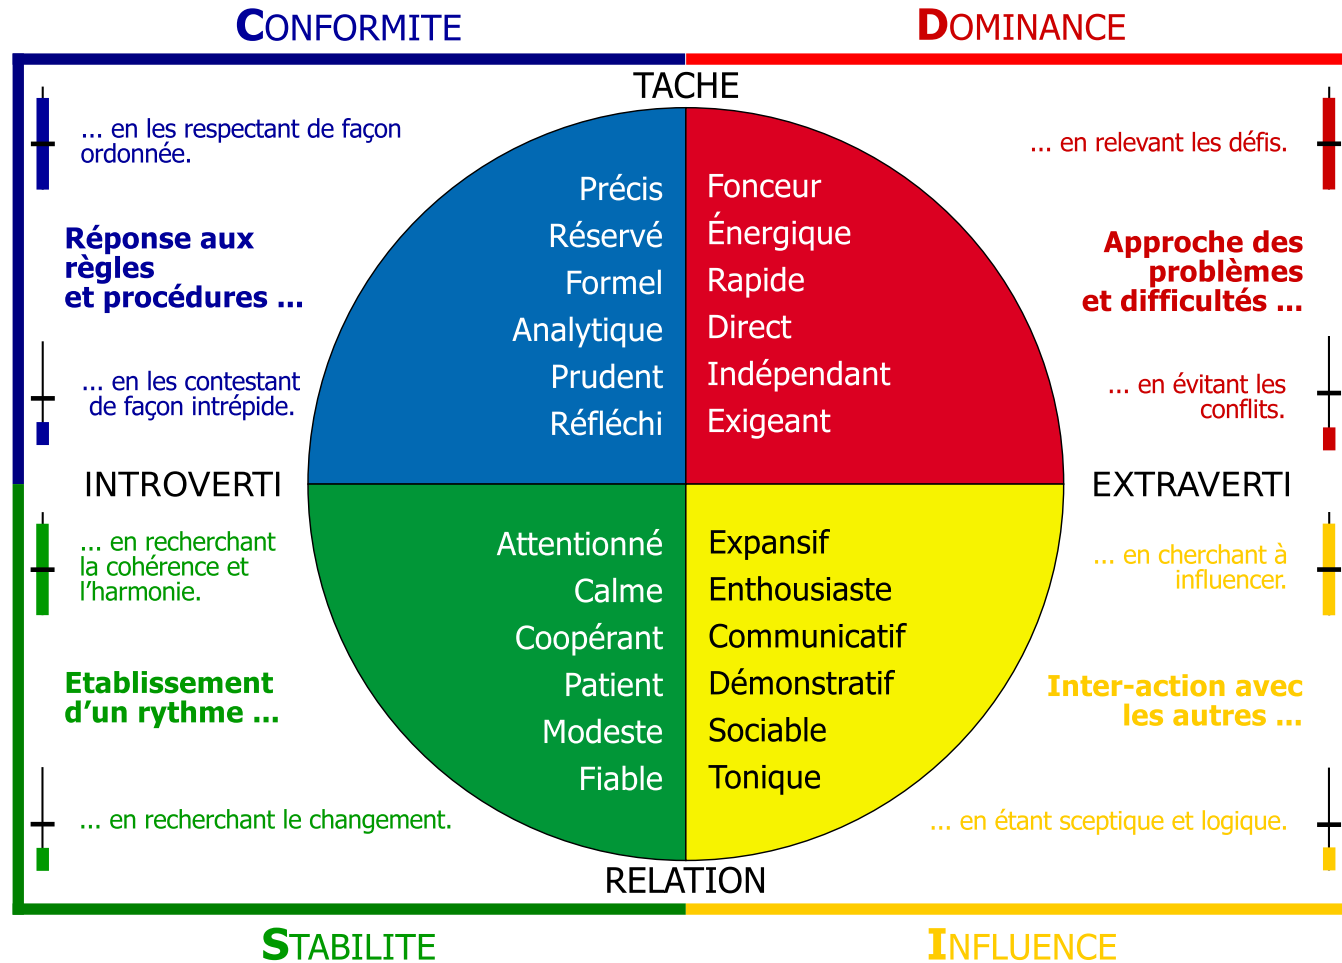 CONFORMITE
DOMINANCE
TACHE
... en les respectant de façon
ordonnée.
Réponse aux
règles
et procédures ...
... en les contestant
de façon intrépide.
Précis
Réservé
Formel
Analytique
Prudent
Réfléchi
Fonceur
Énergique
Rapide
Direct
Indépendant
Exigeant
... en relevant les défis.
Approche des
problèmes
et difficultés ...
... en évitant les
conflits.
INTROVERTI
EXTRAVERTI
... en recherchant
la cohérence et
l’harmonie.
Etablissement
d’un rythme ...
... en recherchant le changement.
Attentionné
Calme
Coopérant
Patient
Modeste
Fiable
Expansif
Enthousiaste
Communicatif
Démonstratif
Sociable
Tonique
... en cherchant à
influencer.
Inter-action avec
les autres ...
... en étant sceptique et logique.
RELATION
STABILITE
INFLUENCE